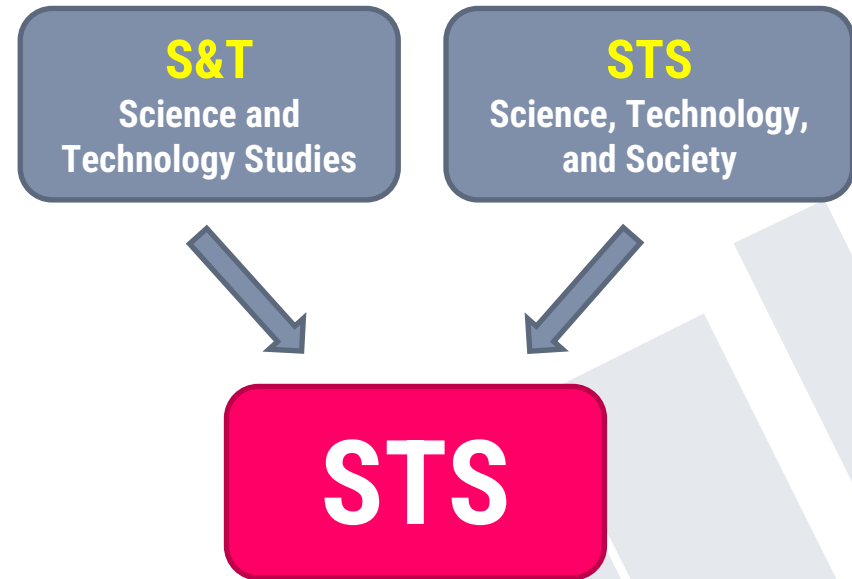 S&T
Science and
Technology Studies
STS
Science, Technology,
and Society
STS